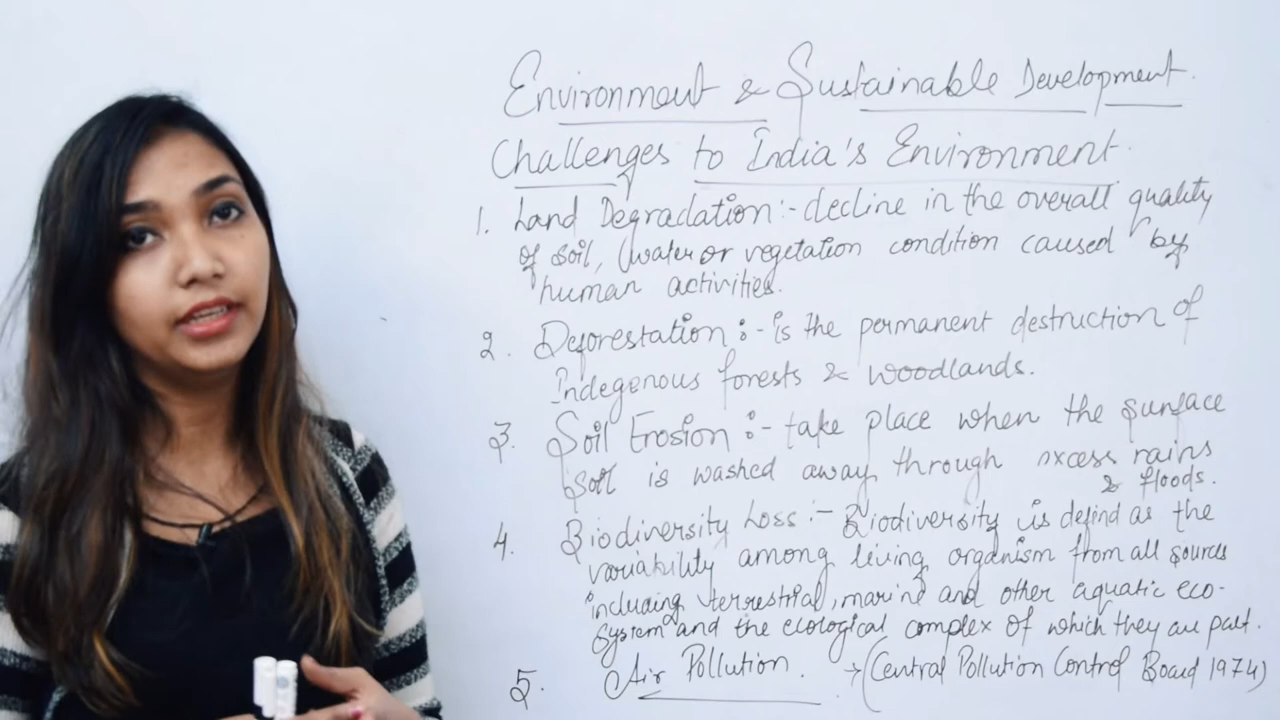 Environment & Sustainable Development.
Challenges to India's Environment.
1. Land Degradation :- decline in the overall quality
of soil, water or vegetation condition caused by
human activities.
2. Deforestation :- is the permanent destruction of
Indegenous forests & woodlands.
3. Soil Erosion :- take place when the surface
soil is washed away through excess rains
& floods.
4. Biodiversity Loss :- Biodiversity is defind as the
variability among living organism from all sources
including terrestrial, marine and other aquatic eco-
system and the ecological complex of which they are part.
5. Air Pollution. → (Central Pollution Control Board 1974)